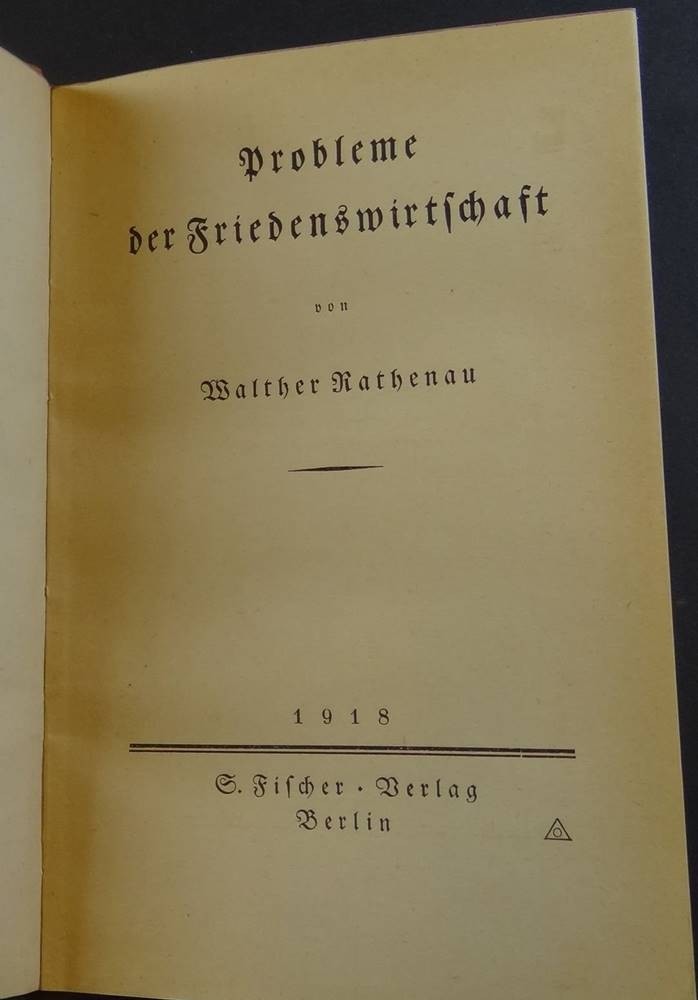 Probleme
der Friedenswirtſchaft
von
Walther Rathenau
1918
S. Fiſcher · Verlag
Berlin